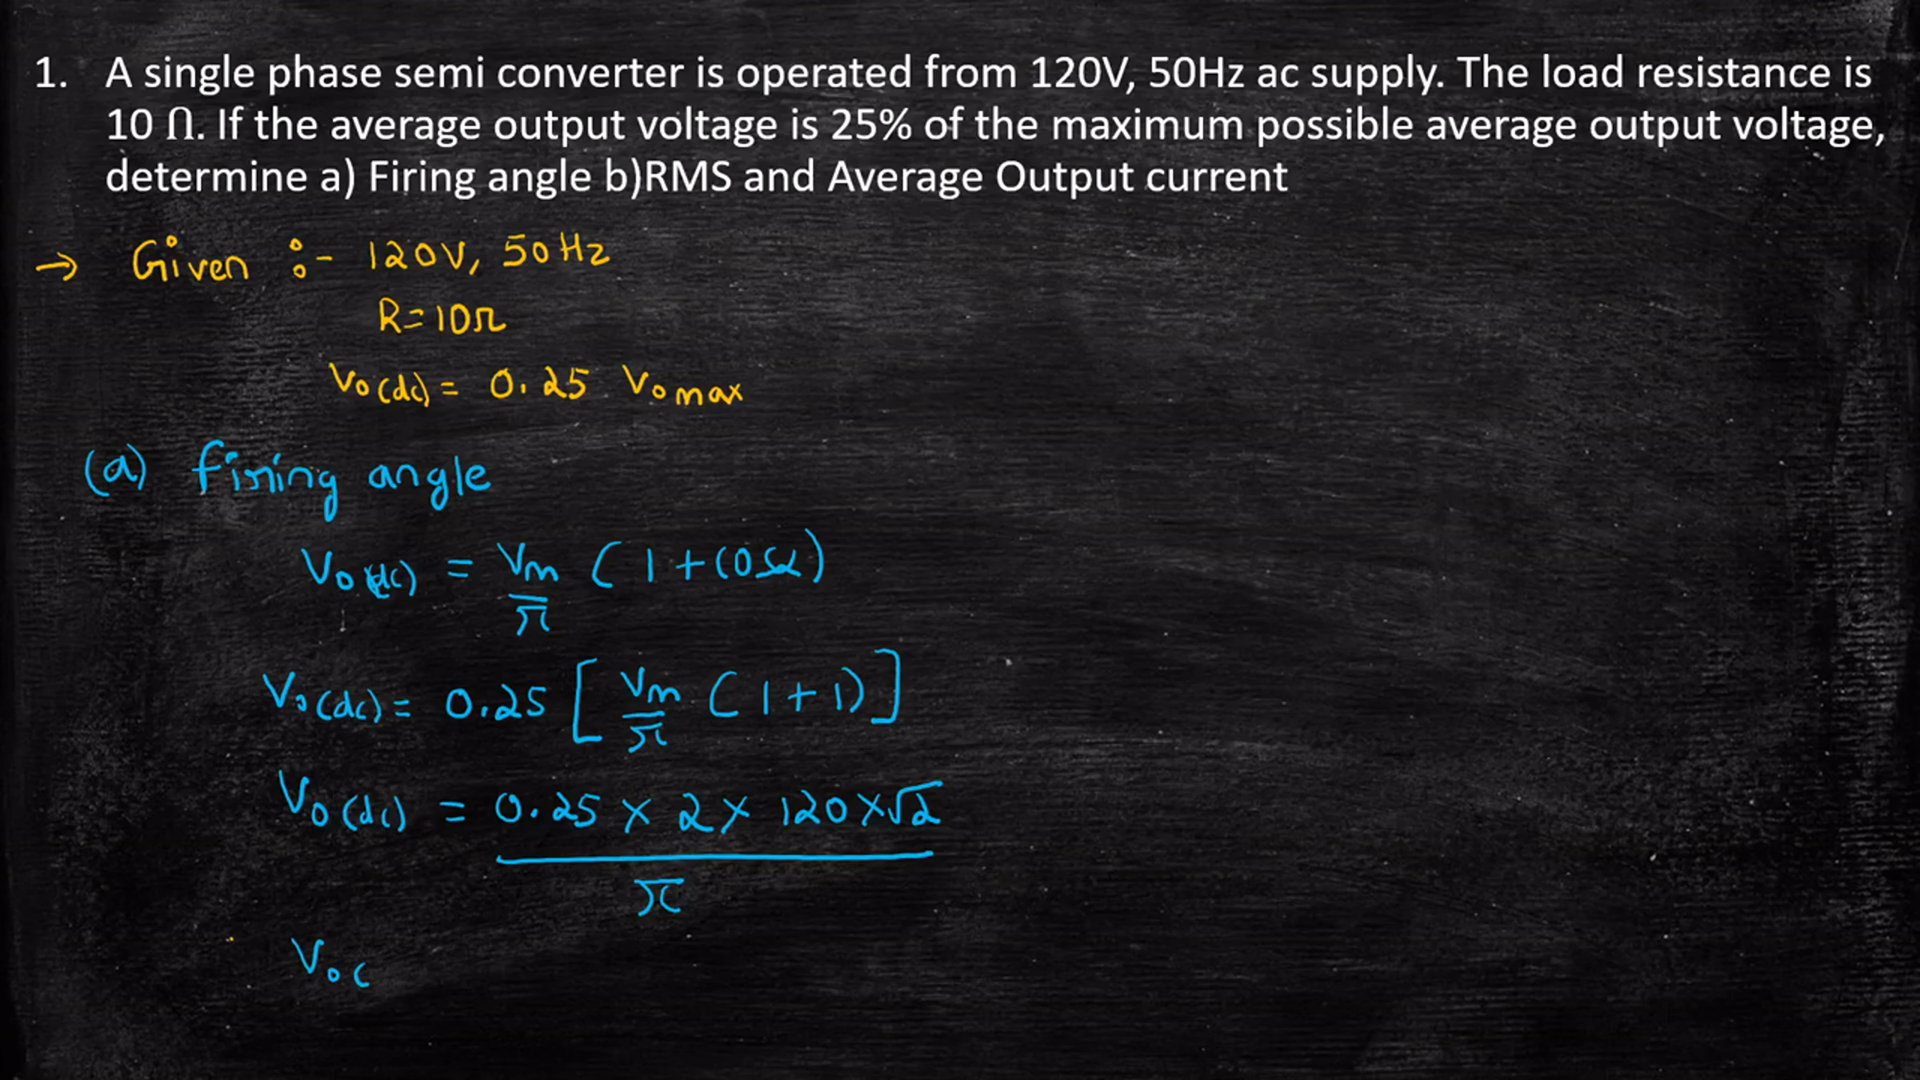 1. A single phase semi converter is operated from 120V, 50Hz ac supply. The load resistance is
10 Ω. If the average output voltage is 25% of the maximum possible average output voltage,
determine a) Firing angle b)RMS and Average Output current
→ Given :- 120V, 50Hz
R=10Ω
Vo(dc) = 0.25 Vomax
(a) firing angle
Vo(dc) = Vm/π (1+cosα)
Vo(dc) = 0.25 [Vm/π (1+1)]
Vo(dc) = 0.25 × 2 × 120 × √2
π
Vo(